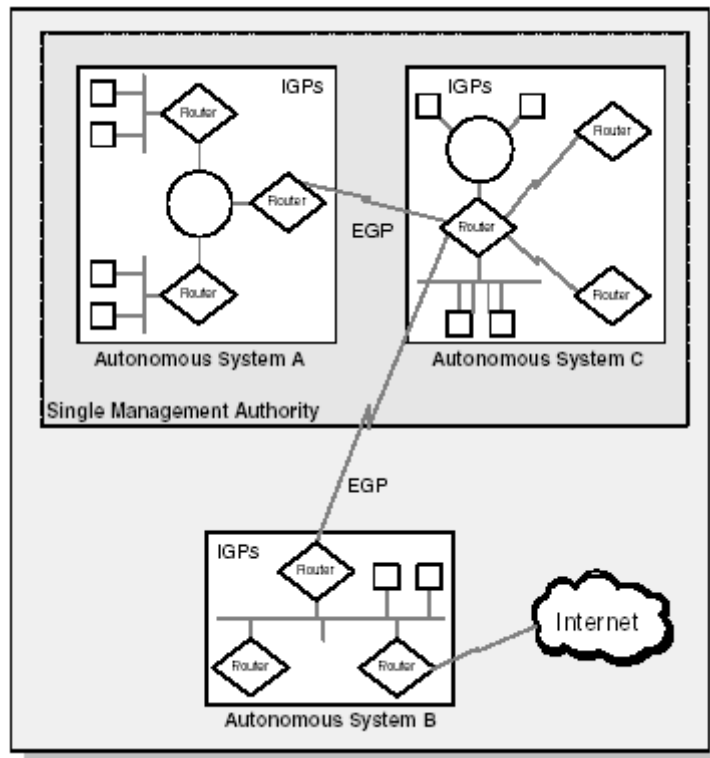 IGPs
Router
Router
Router
Autonomous System A
EGP
IGPs
Router
Router
Router
Autonomous System C
Single Management Authority
EGP
IGPs
Router
Router
Router
Autonomous System B
Internet